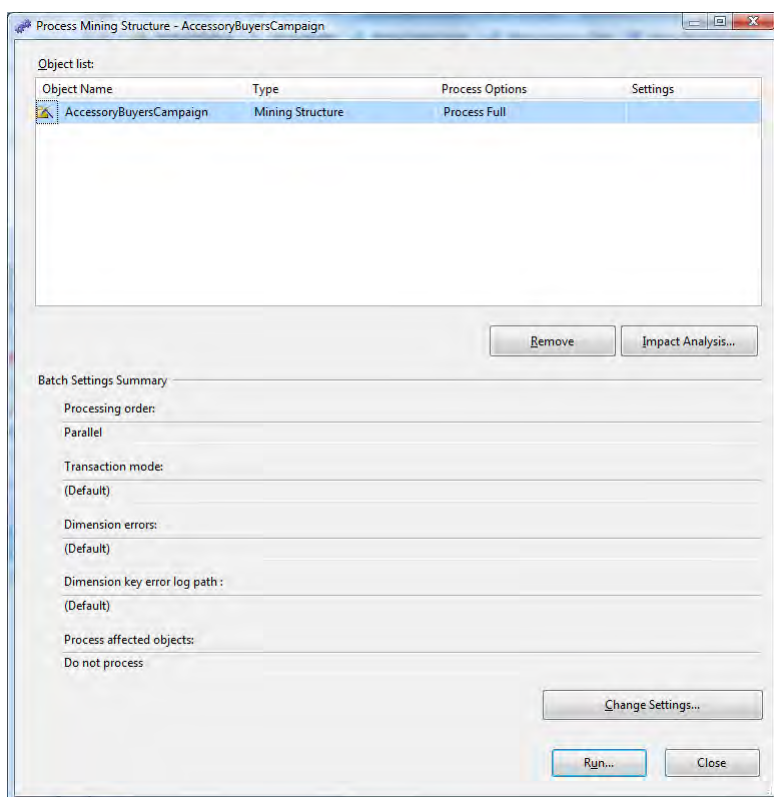 Process Mining Structure - AccessoryBuyersCampaign
Object list:
Object Name Type Process Options Settings
AccessoryBuyersCampaign Mining Structure Process Full
Remove Impact Analysis...
Batch Settings Summary
Processing order:
Parallel
Transaction mode:
(Default)
Dimension errors:
(Default)
Dimension key error log path :
(Default)
Process affected objects:
Do not process
Change Settings...
Run... Close